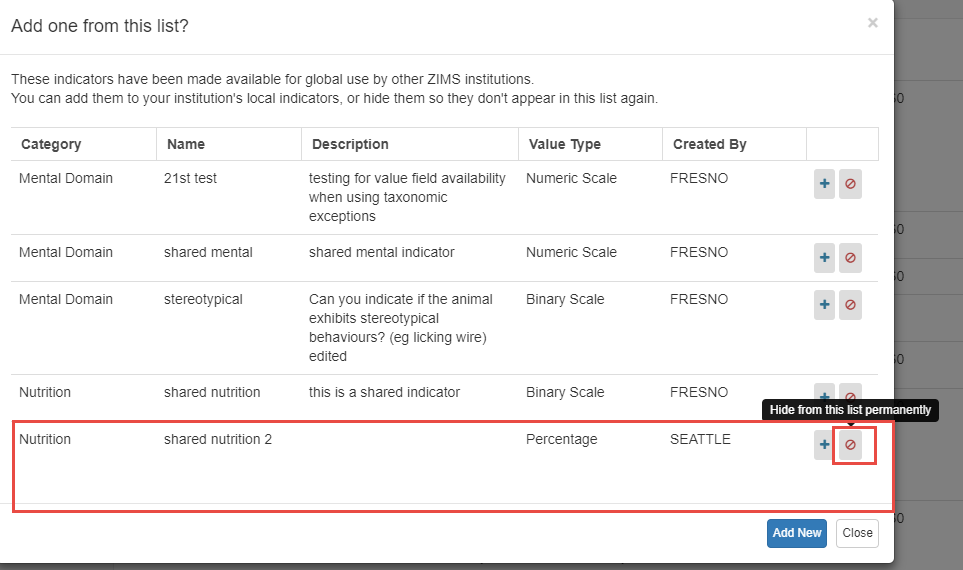 Add one from this list?
×
These indicators have been made available for global use by other ZIMS institutions.
You can add them to your institution's local indicators, or hide them so they don't appear in this list again.
Category Name Description Value Type Created By
Mental Domain 21st test testing for value field availability Numeric Scale FRESNO
when using taxonomic
exceptions
Mental Domain shared mental shared mental indicator Numeric Scale FRESNO
Mental Domain stereotypical Can you indicate if the animal Binary Scale FRESNO
exhibits stereotypical
behaviours? (eg licking wire)
edited
Nutrition shared nutrition this is a shared indicator Binary Scale FRESNO
Hide from this list permanently
Nutrition shared nutrition 2 Percentage SEATTLE
Add New Close